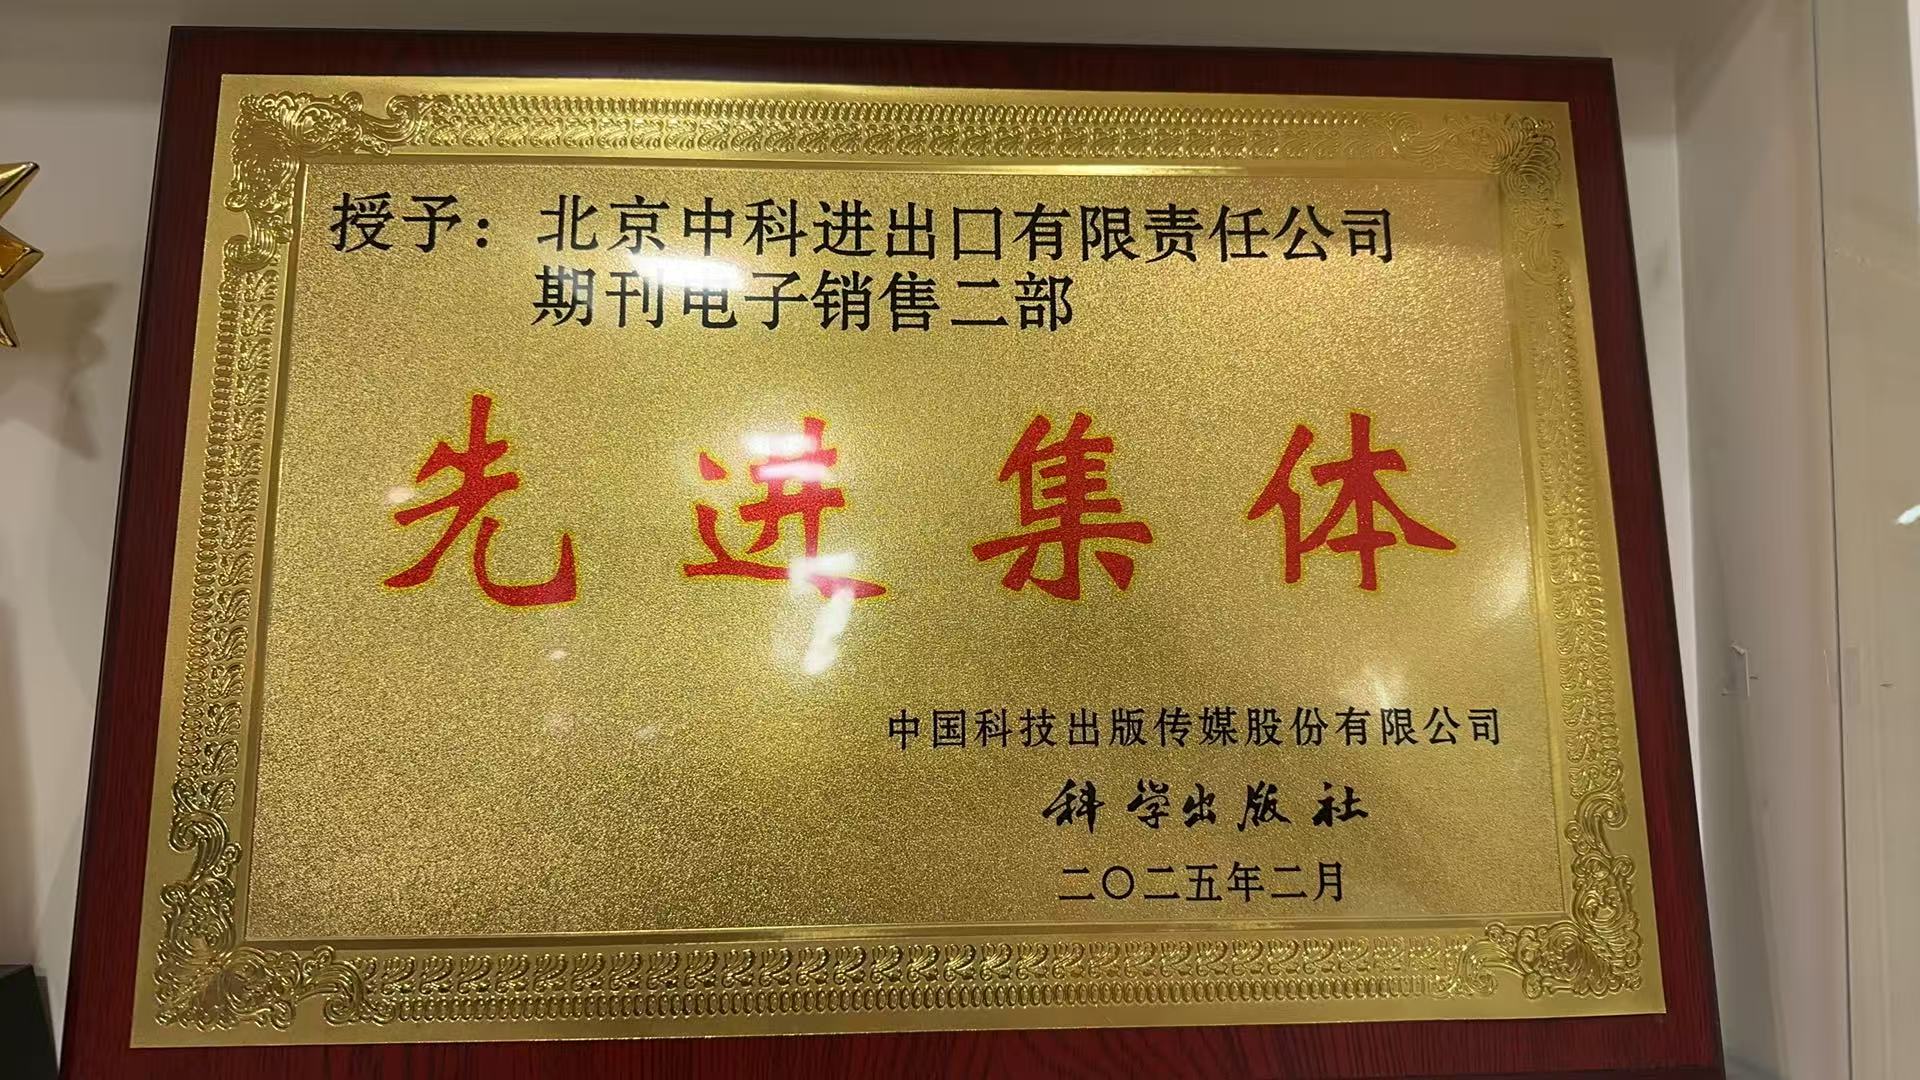 授予：北京中科进出口有限责任公司
期刊电子销售二部
先进集体
中国科技出版传媒股份有限公司
科学出版社
二〇二五年二月